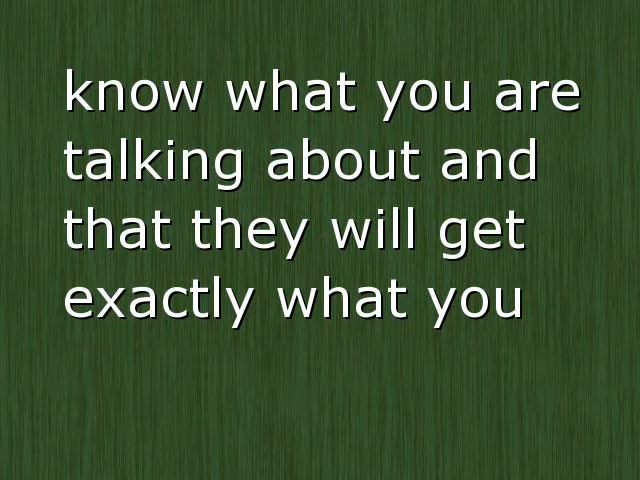 know what you are
talking about and
that they will get
exactly what you